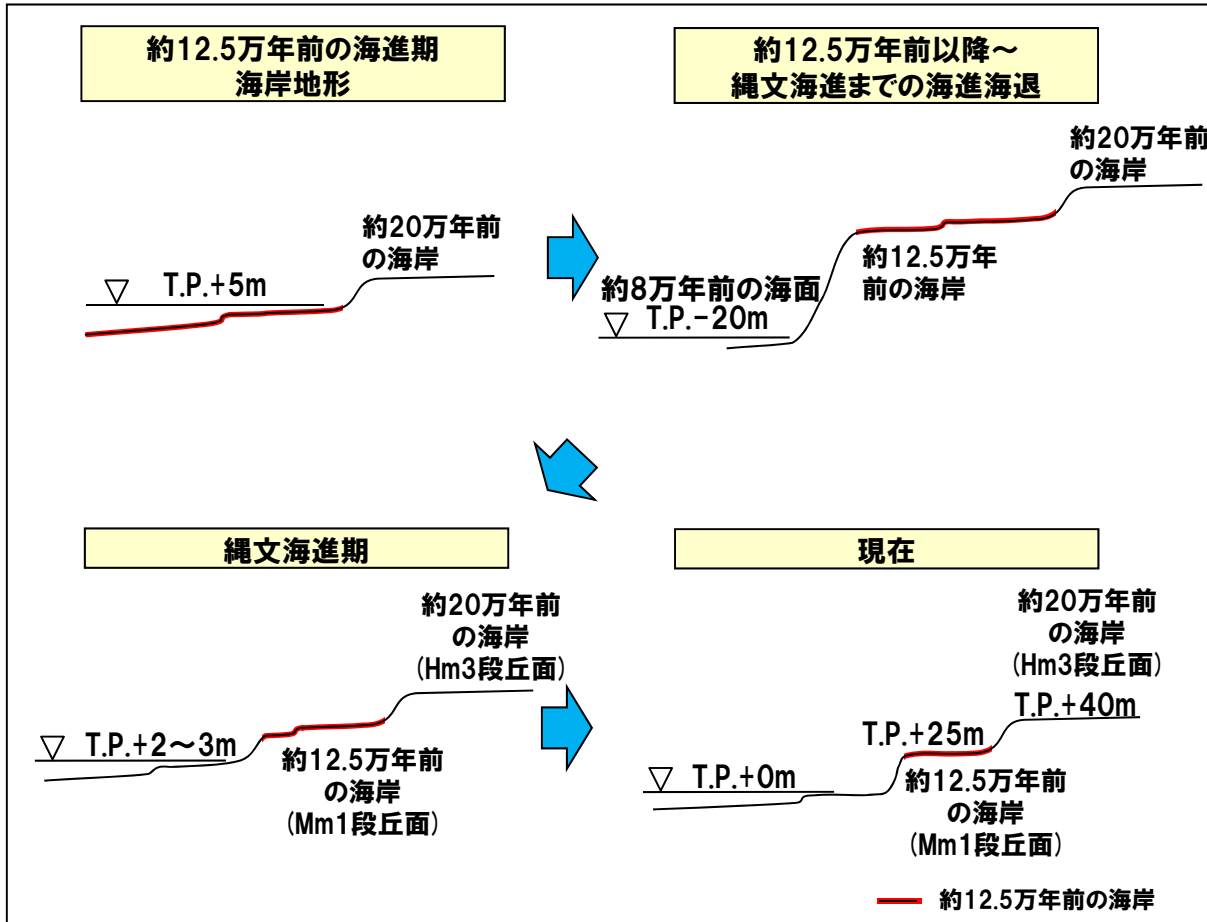 約12.5万年前の海進期
海岸地形
約20万年前
の海岸
T.P.+5m
約12.5万年前以降～
縄文海進までの海進海退
約20万年前
の海岸
約12.5万年
前の海岸
約8万年前の海面
T.P.-20m
縄文海進期
約20万年前
の海岸
(Hm3段丘面)
T.P.+2～3m
約12.5万年前
の海岸
(Mm1段丘面)
現在
約20万年前
の海岸
(Hm3段丘面)
T.P.+40m
T.P.+25m
T.P.+0m
約12.5万年前
の海岸
(Mm1段丘面)
約12.5万年前の海岸